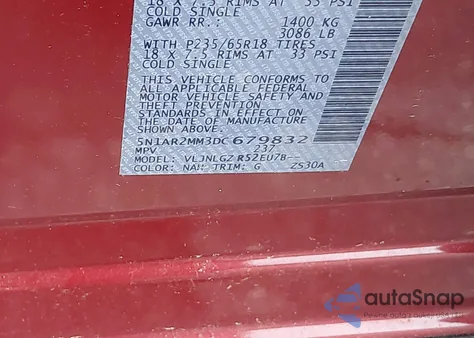 18 X 7.5 RIMS AT 33 PSI
COLD SINGLE
GAWR RR: 1400 KG
3086 LB
WITH P235/65R18 TIRES
18 X 7.5 RIMS AT 33 PSI
COLD SINGLE
THIS VEHICLE CONFORMS TO
ALL APPLICABLE FEDERAL
MOTOR VEHICLE SAFETY AND
THEFT PREVENTION
STANDARDS IN EFFECT ON
THE DATE OF MANUFACTURE
SHOWN ABOVE.
5N1AR2MM3DC679832
MPV 237
MODEL: VLJNLGZ R52EU7B--
COLOR: NAH TRIM: G ZS30A
autaSnap